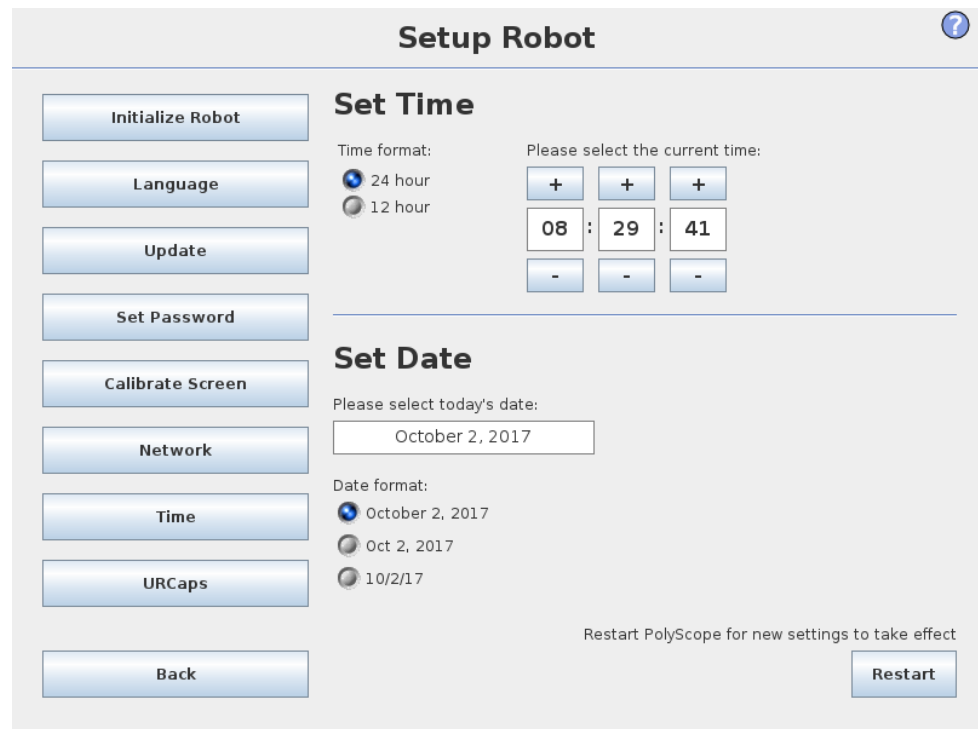 Setup Robot
?
Initialize Robot
Language
Update
Set Password
Calibrate Screen
Network
Time
URCaps
Back
Set Time
Time format:
24 hour
12 hour
Please select the current time:
+ + +
08 : 29 : 41
- - -
Set Date
Please select today's date:
October 2, 2017
Date format:
October 2, 2017
Oct 2, 2017
10/2/17
Restart PolyScope for new settings to take effect
Restart